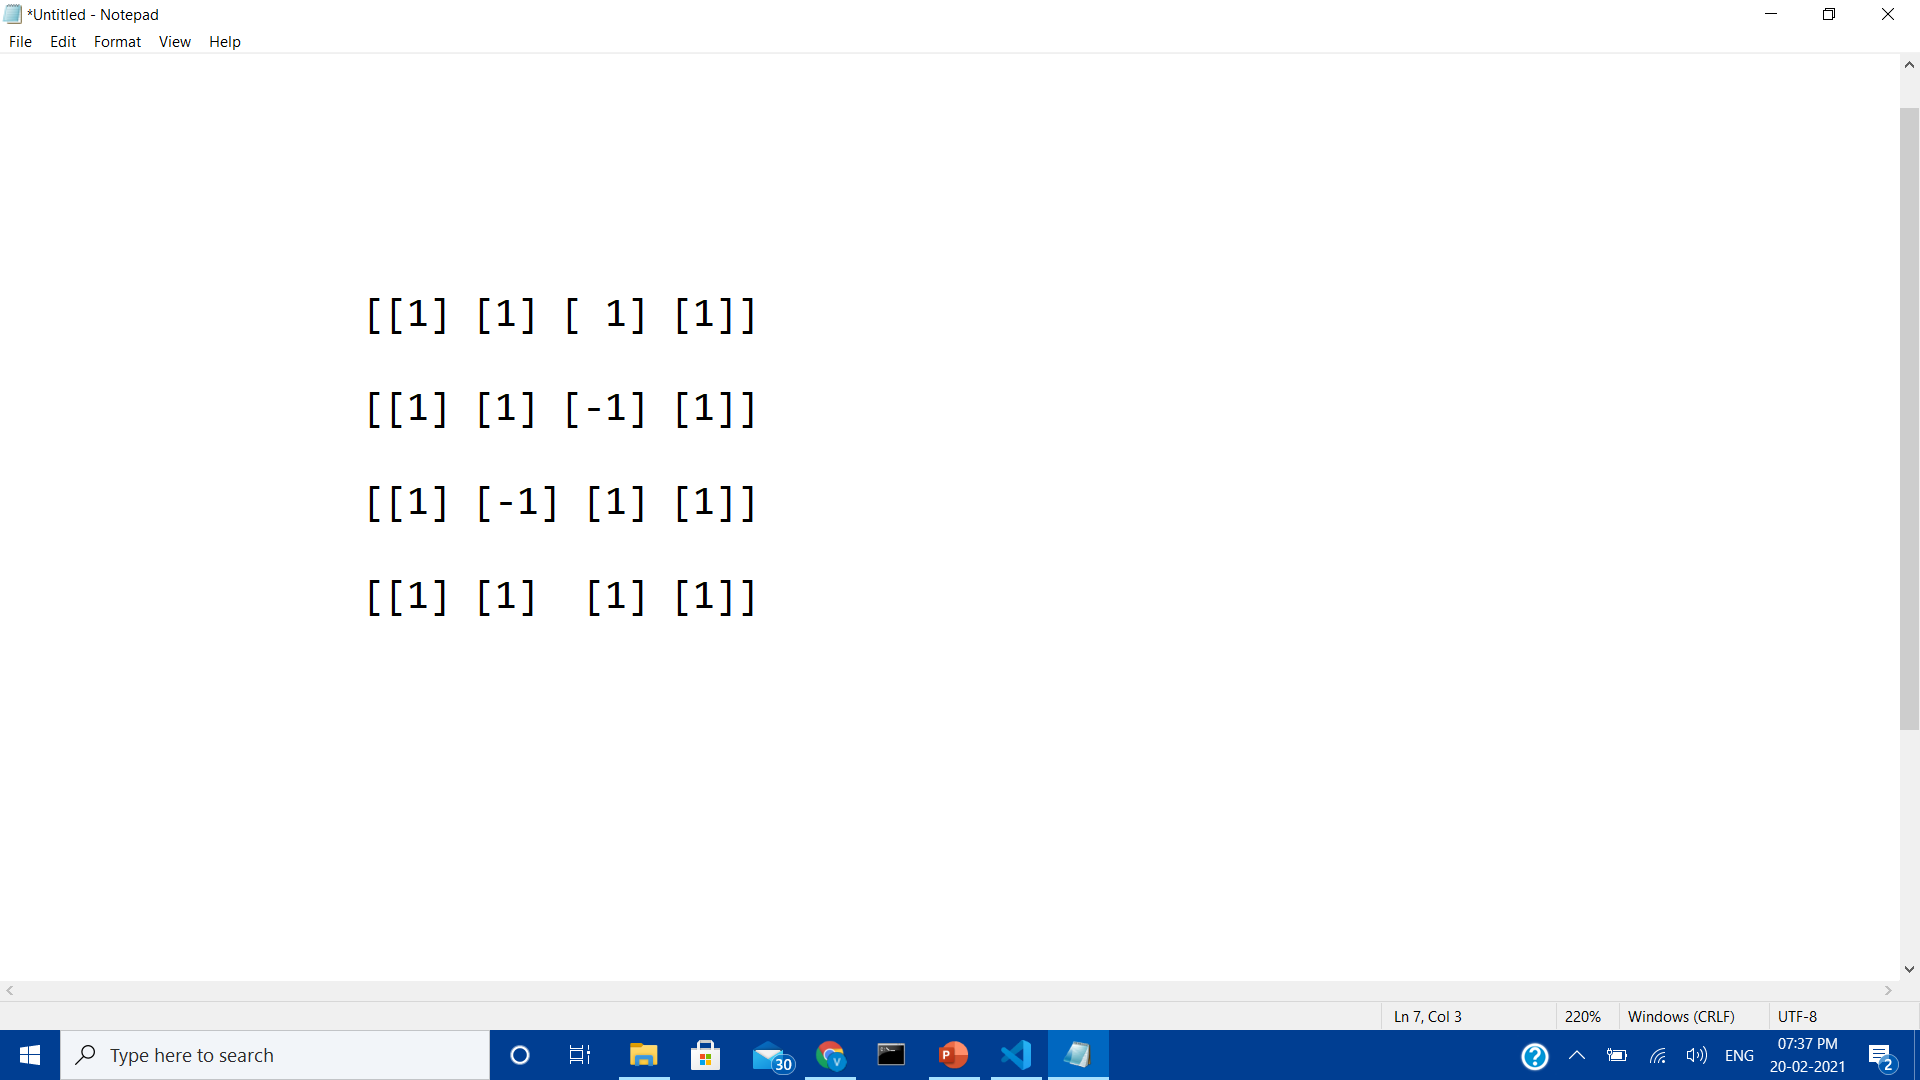 *Untitled - Notepad
File Edit Format View Help
[[1] [1] [ 1] [1]]
[[1] [1] [-1] [1]]
[[1] [-1] [1] [1]]
[[1] [1]  [1] [1]]
Ln 7, Col 3 220% Windows (CRLF) UTF-8
Type here to search 30 V P ? ENG 07:37 PM 2
20-02-2021